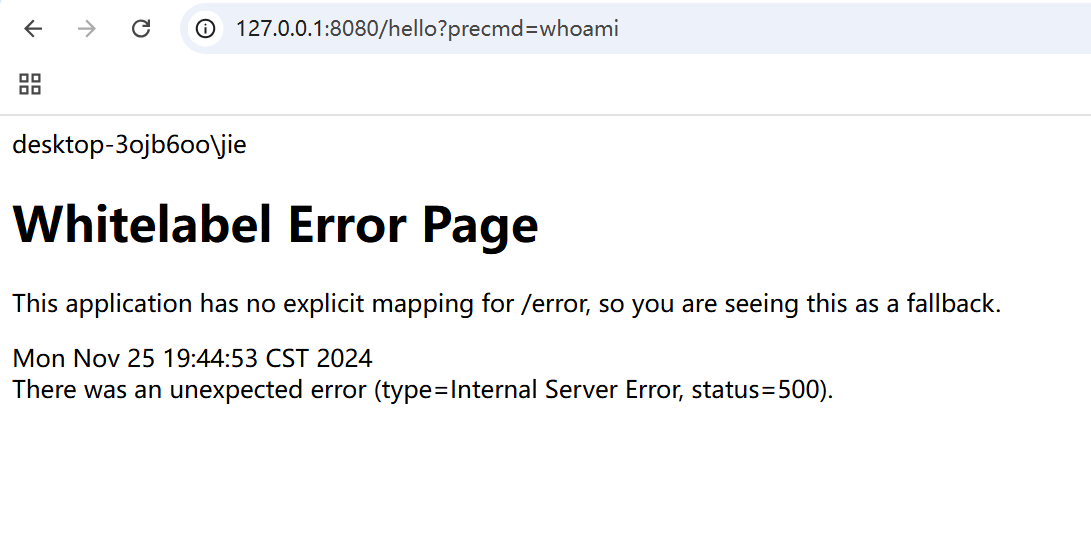 127.0.0.1:8080/hello?precmd=whoami
desktop-3ojb6oo\jie
Whitelabel Error Page
This application has no explicit mapping for /error, so you are seeing this as a fallback.
Mon Nov 25 19:44:53 CST 2024
There was an unexpected error (type=Internal Server Error, status=500).